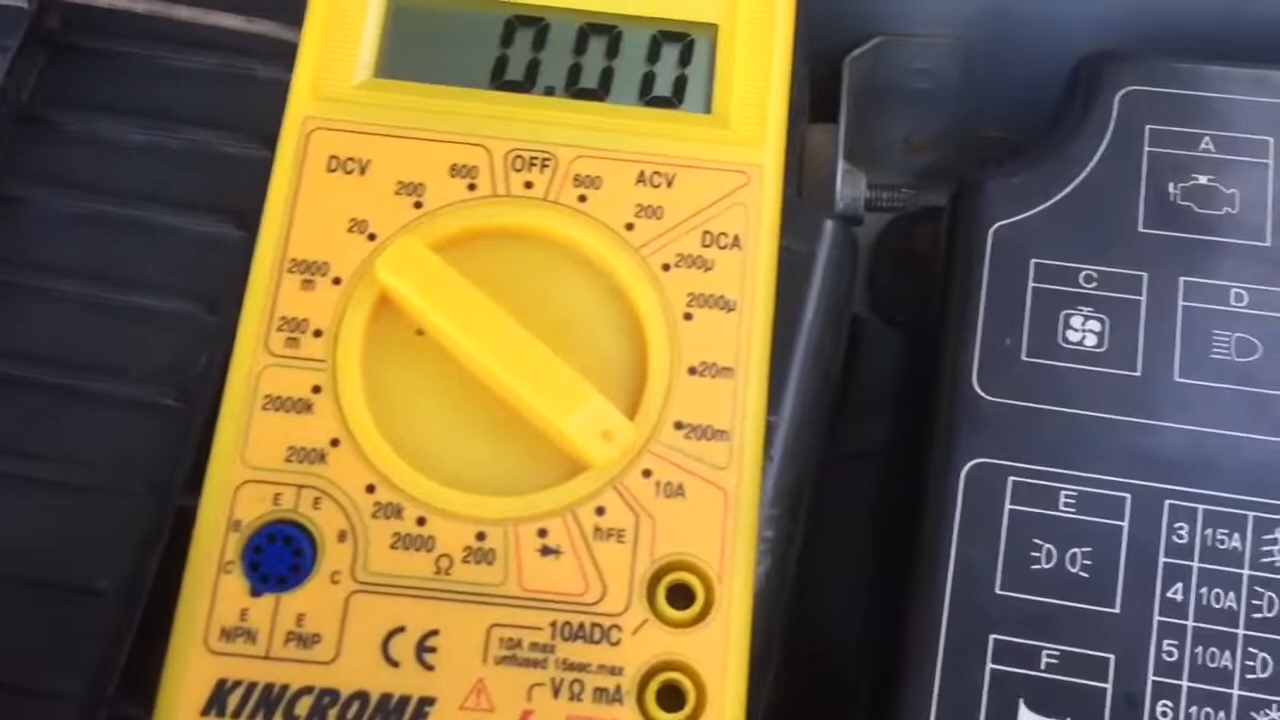 0.00
DCV
600
OFF
600
ACV
200
200
20
DCA
200µ
2000
m
2000µ
200
m
20m
2000k
200m
200k
10A
20k
hFE
2000
Ω
200
E
E
B
B
C
C
E
NPN
E
PNP
CE
10ADC
10A max
unfused 15sec.max
VΩmA
KINCROME
A
C
D
E
3 15A
4 10A
5 10A
6 10A
F